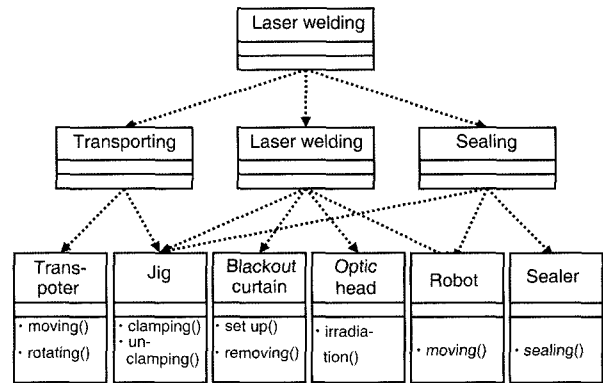 Laser welding
Transporting
Laser welding
Sealing
Trans-
poter
Jig
Blackout
curtain
Optic
head
Robot
Sealer
· moving()
· rotating()
· clamping()
· un-
clamping()
· set up()
· removing()
· irradia-
tion()
· moving()
· sealing()